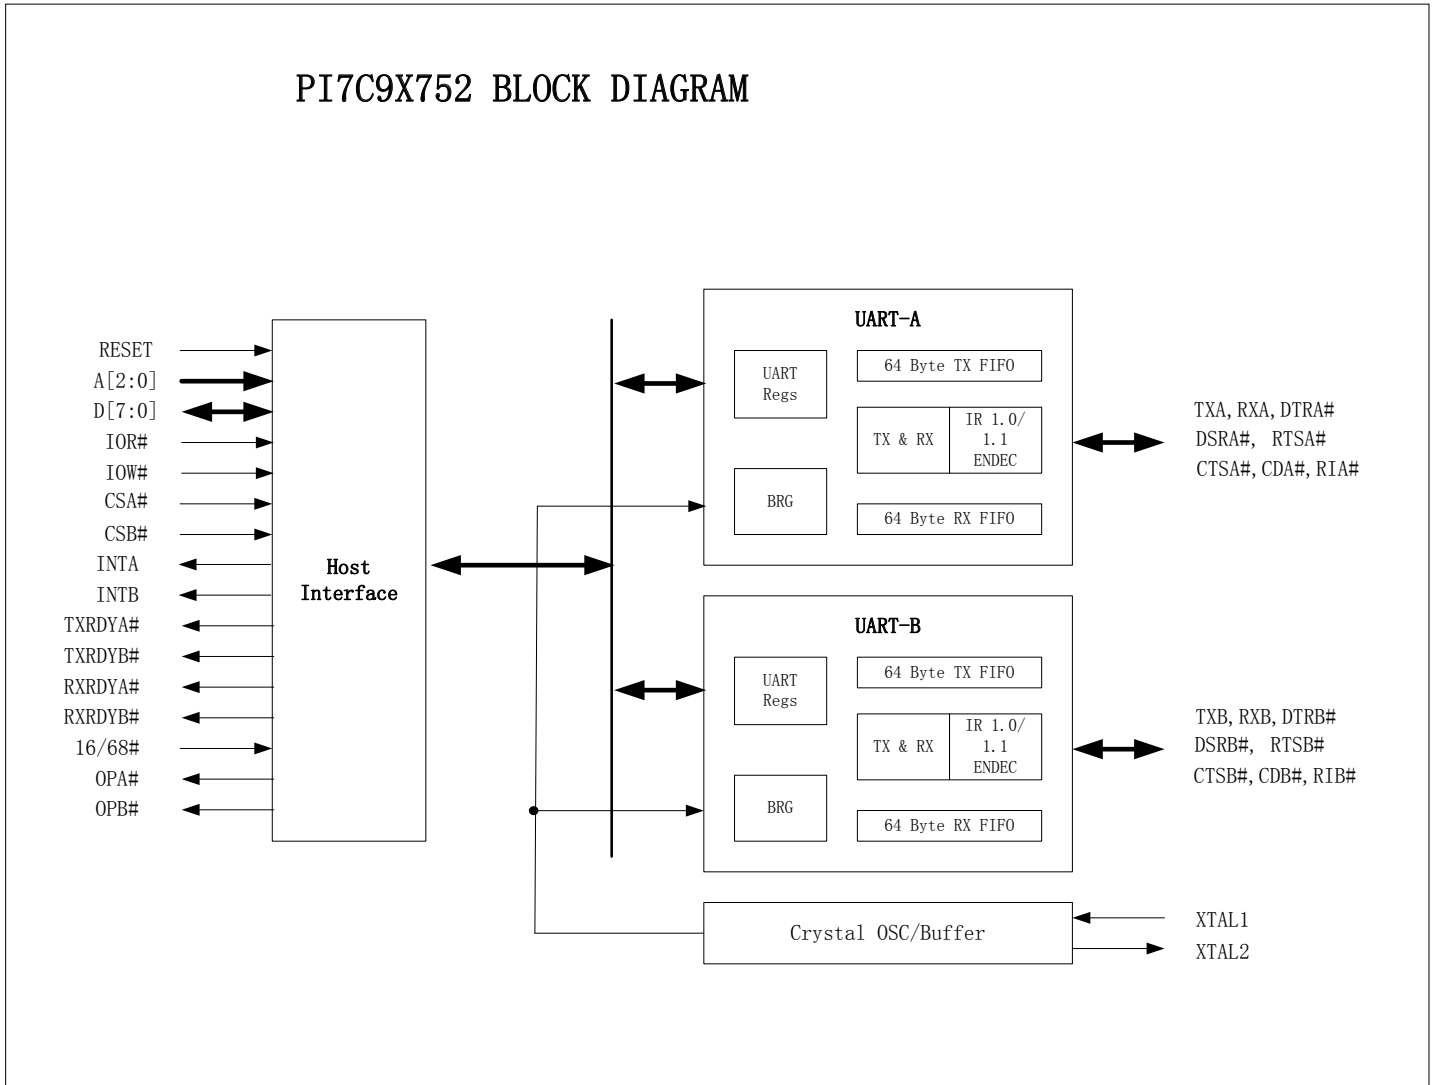 PI7C9X752 BLOCK DIAGRAM
RESET
A[2:0]
D[7:0]
IOR#
IOW#
CSA#
CSB#
INTA
INTB
TXRDYA#
TXRDYB#
RXRDYA#
RXRDYB#
16/68#
OPA#
OPB#
Host
Interface
UART-A
UART
Regs
64 Byte TX FIFO
TX & RX
IR 1.0/
1.1
ENDEC
BRG
64 Byte RX FIFO
TXA, RXA, DTRA#
DSRA#, RTSA#
CTSA#, CDA#, RIA#
UART-B
UART
Regs
64 Byte TX FIFO
TX & RX
IR 1.0/
1.1
ENDEC
BRG
64 Byte RX FIFO
TXB, RXB, DTRB#
DSRB#, RTSB#
CTSB#, CDB#, RIB#
Crystal OSC/Buffer
XTAL1
XTAL2